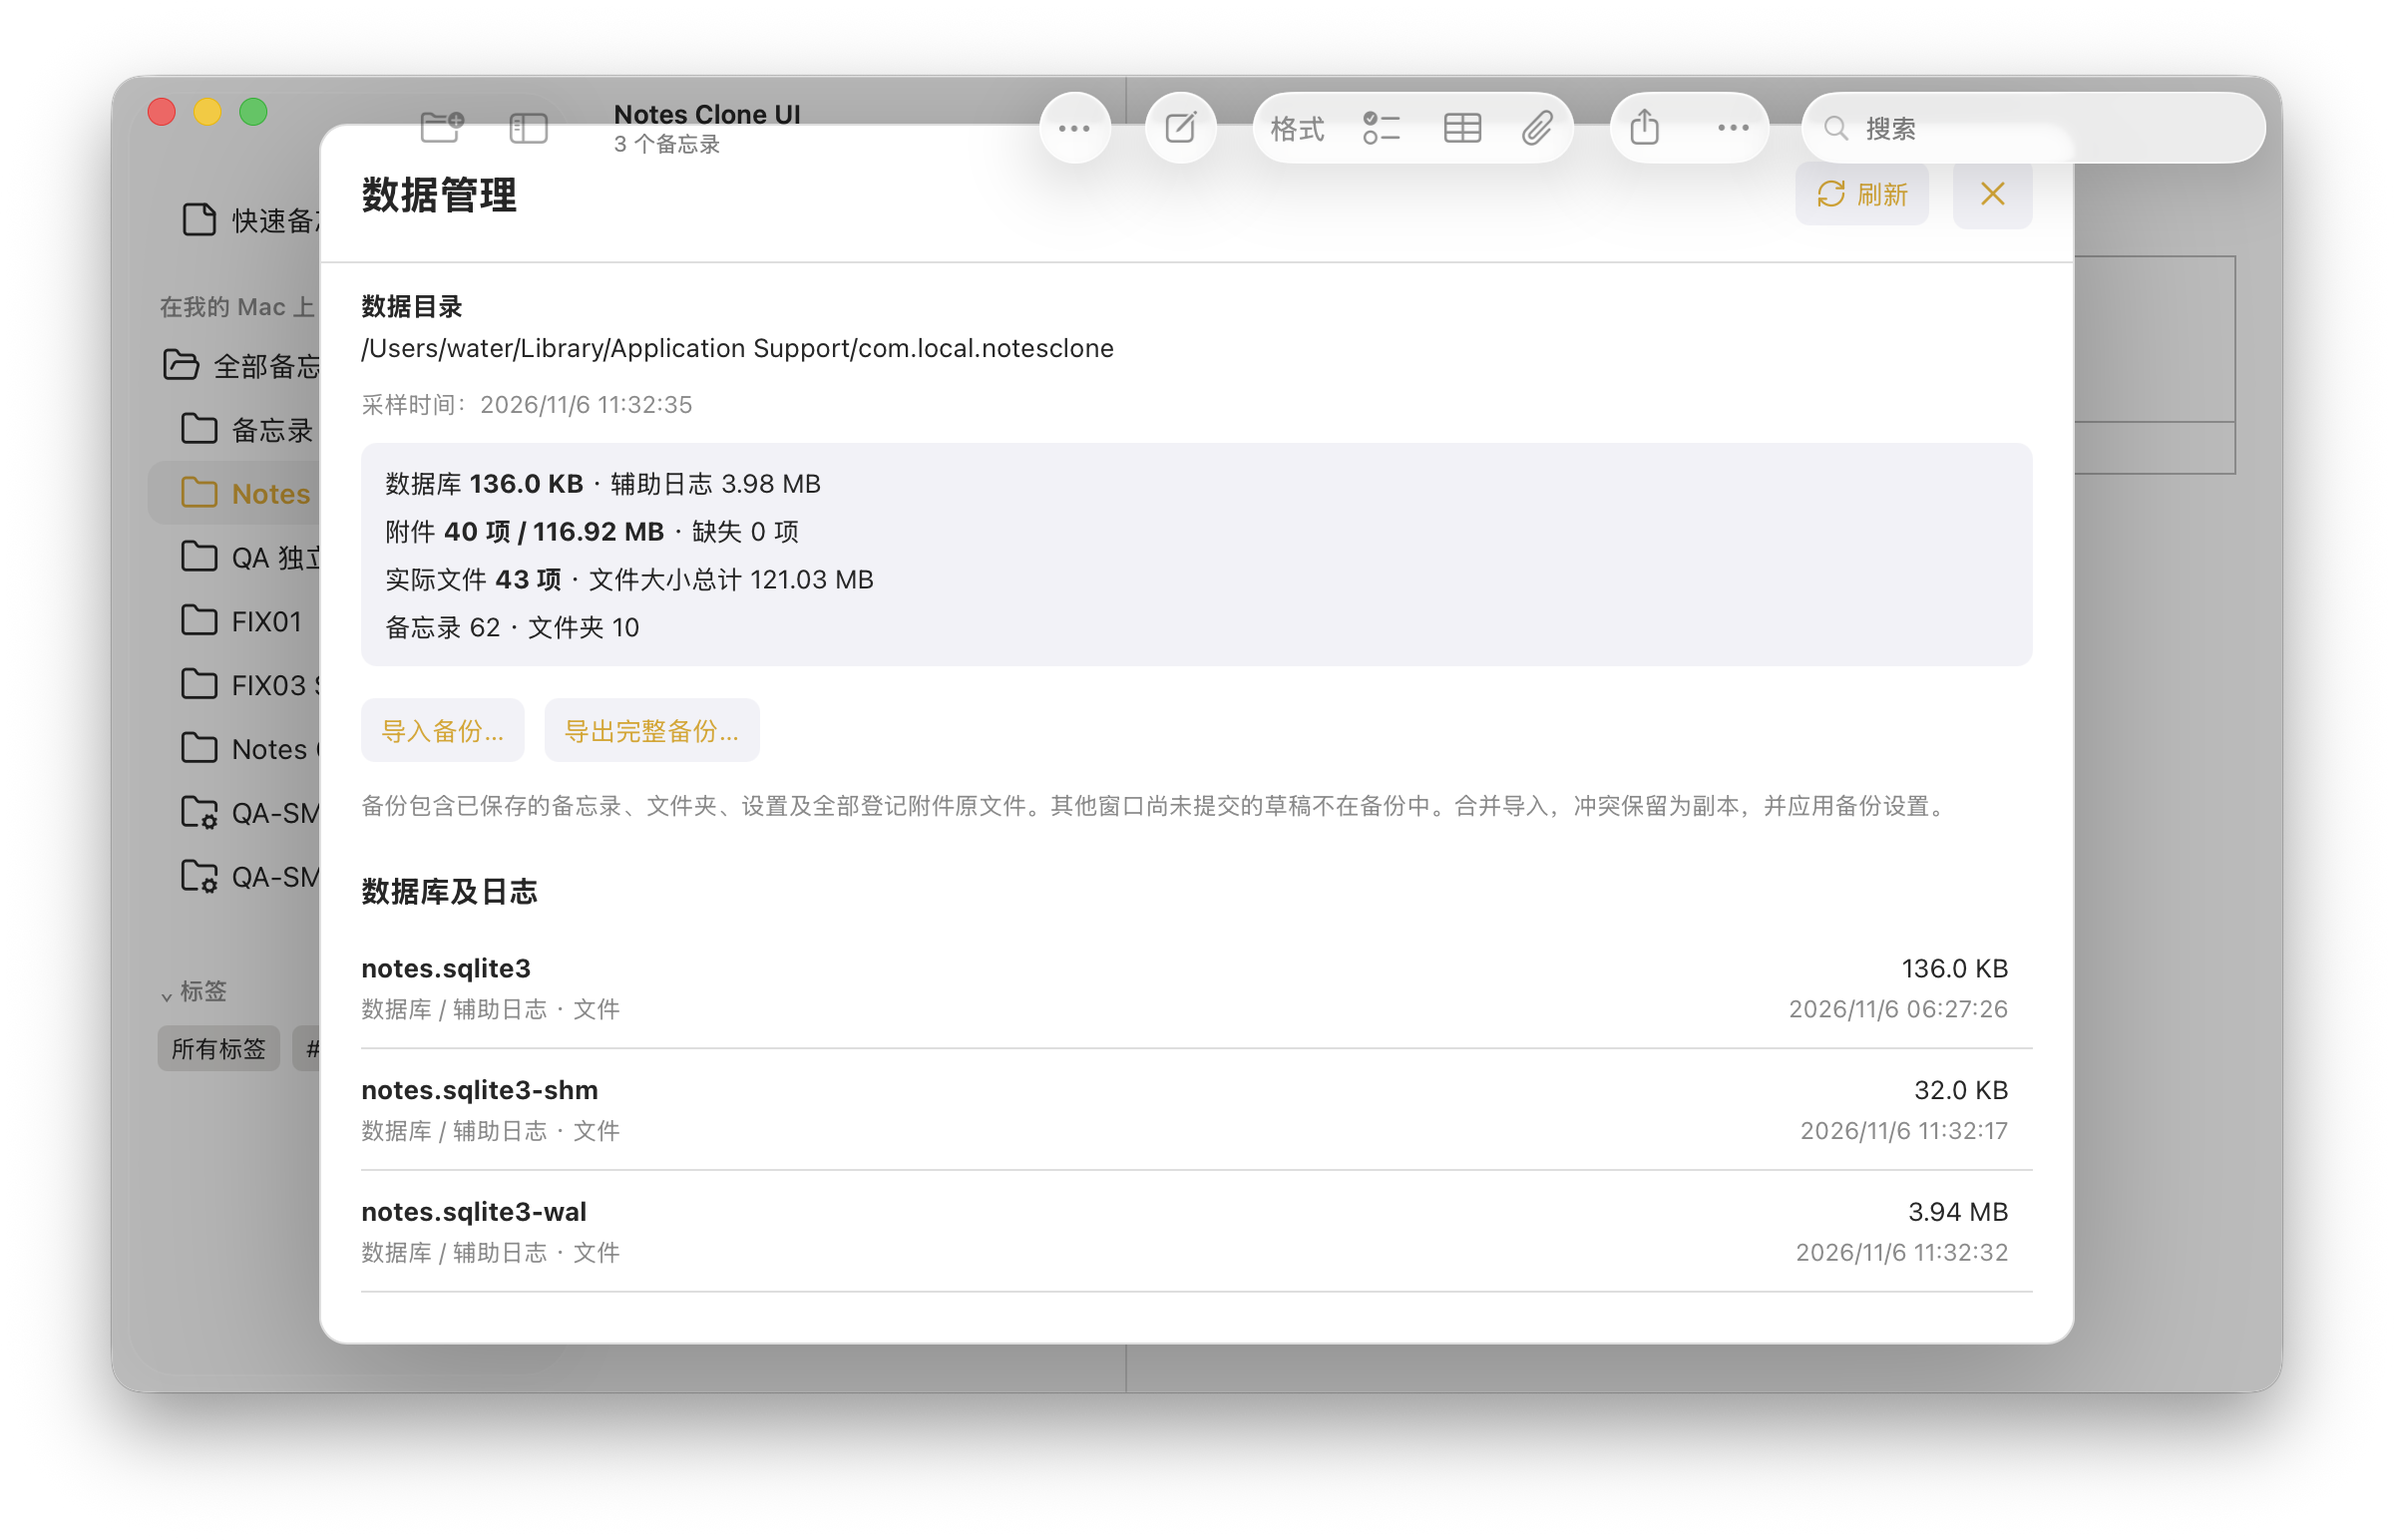 Notes Clone UI
3 个备忘录
格式
搜索
快速备
在我的 Mac 上
全部备忘
备忘录
Notes
QA 独立
FIX01
FIX03
Notes
QA-SM
QA-SM
标签
所有标签
#
数据管理
刷新
数据目录
/Users/water/Library/Application Support/com.local.notesclone
采样时间：2026/11/6 11:32:35
数据库 136.0 KB · 辅助日志 3.98 MB
附件 40 项 / 116.92 MB · 缺失 0 项
实际文件 43 项 · 文件大小总计 121.03 MB
备忘录 62 · 文件夹 10
导入备份...
导出完整备份...
备份包含已保存的备忘录、文件夹、设置及全部登记附件原文件。其他窗口尚未提交的草稿不在备份中。合并导入，冲突保留为副本，并应用备份设置。
数据库及日志
notes.sqlite3
136.0 KB
数据库 / 辅助日志 · 文件
2026/11/6 06:27:26
notes.sqlite3-shm
32.0 KB
数据库 / 辅助日志 · 文件
2026/11/6 11:32:17
notes.sqlite3-wal
3.94 MB
数据库 / 辅助日志 · 文件
2026/11/6 11:32:32